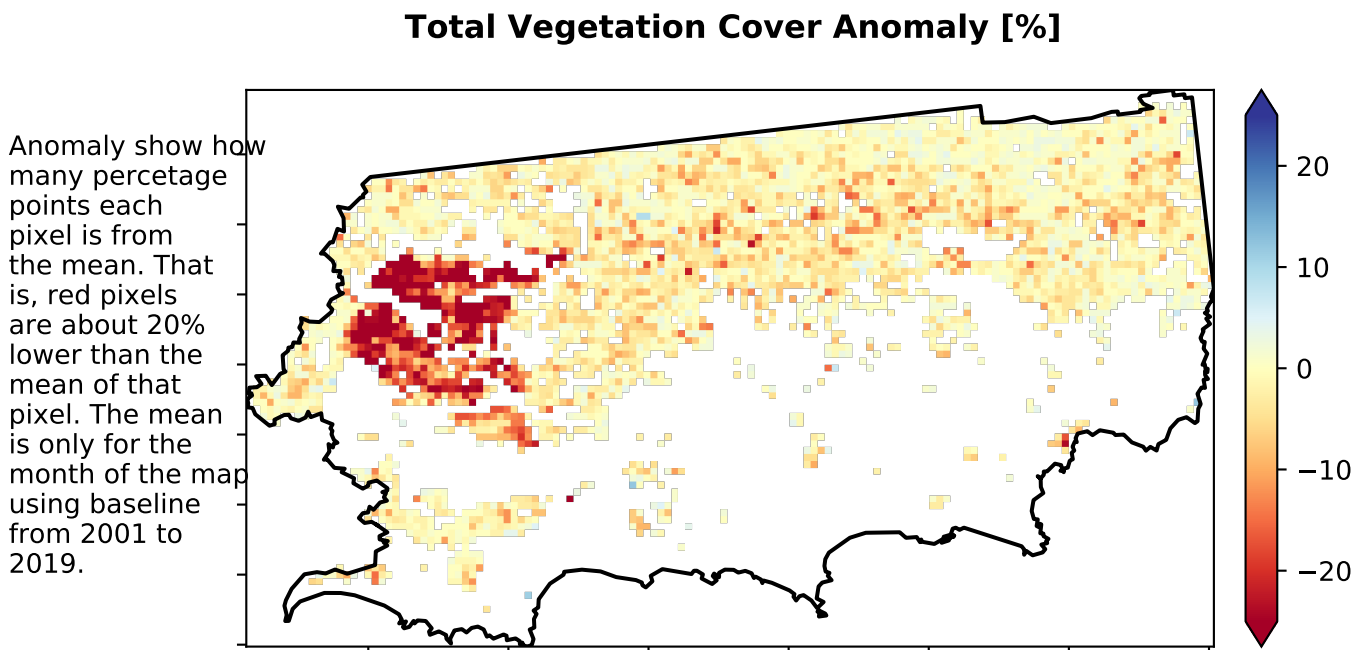 Total Vegetation Cover Anomaly [%]
Anomaly show how
many percetage
points each
pixel is from
the mean. That
is, red pixels
are about 20%
lower than the
mean of that
pixel. The mean
is only for the
month of the map
using baseline
from 2001 to
2019.
20
10
0
−10
−20